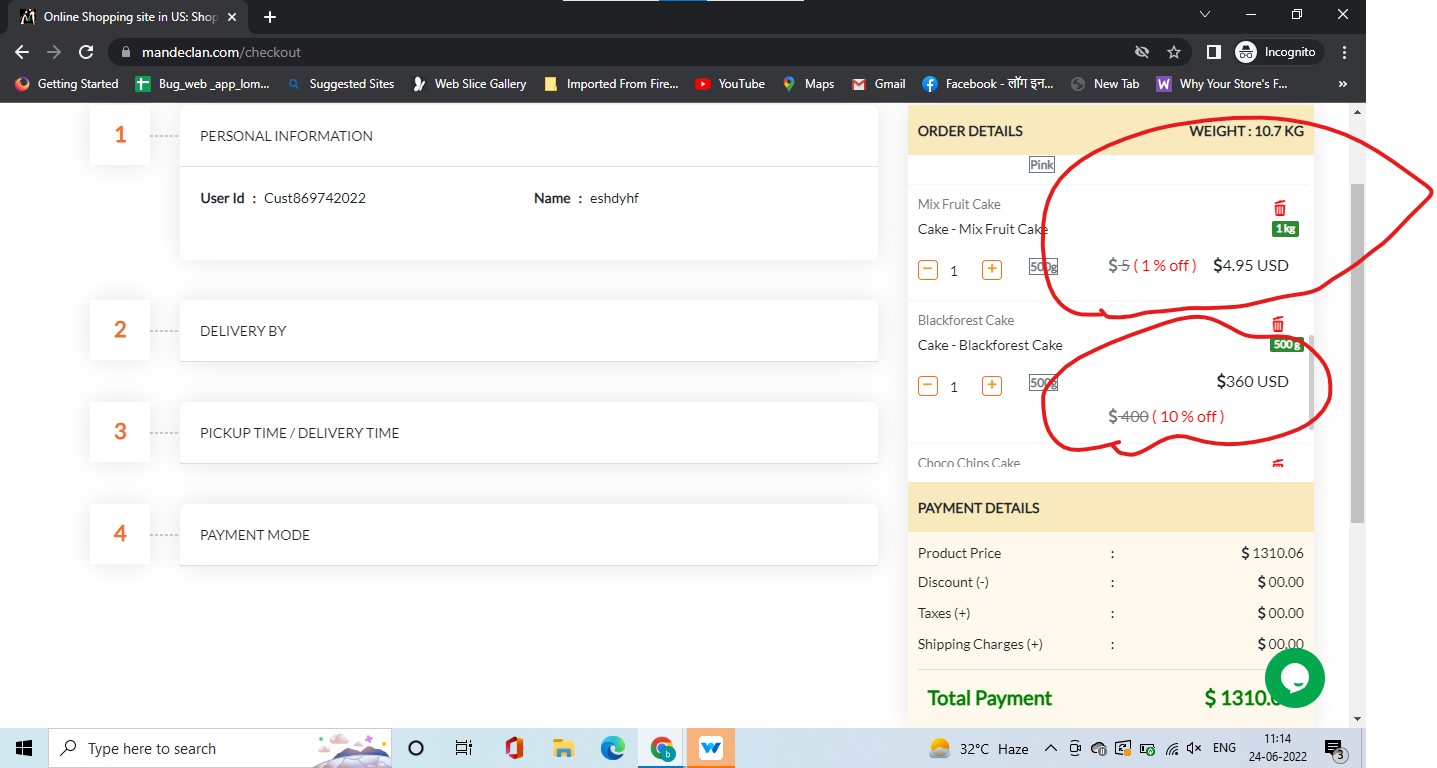 Online Shopping site in US: Shop
mandeclan.com/checkout
Incognito
Getting Started
Bug_web _app_lom...
Suggested Sites
Web Slice Gallery
Imported From Fire...
YouTube
Maps
Gmail
Facebook - लॉग इन...
New Tab
Why Your Store's F...
»
1
PERSONAL INFORMATION
User Id : Cust869742022
Name : eshdyhf
2
DELIVERY BY
3
PICKUP TIME / DELIVERY TIME
4
PAYMENT MODE
ORDER DETAILS
WEIGHT : 10.7 KG
Pink
Mix Fruit Cake
Cake - Mix Fruit Cake
1 kg
1
500g
$ 5 ( 1 % off ) $4.95 USD
Blackforest Cake
Cake - Blackforest Cake
500 g
1
500g
$360 USD
$ 400 ( 10 % off )
Choco Chips Cake
PAYMENT DETAILS
Product Price : $ 1310.06
Discount (-) : $ 00.00
Taxes (+) : $ 00.00
Shipping Charges (+) : $ 00.00
Total Payment
Type here to search
32°C Haze
ENG
11:14
24-06-2022
3